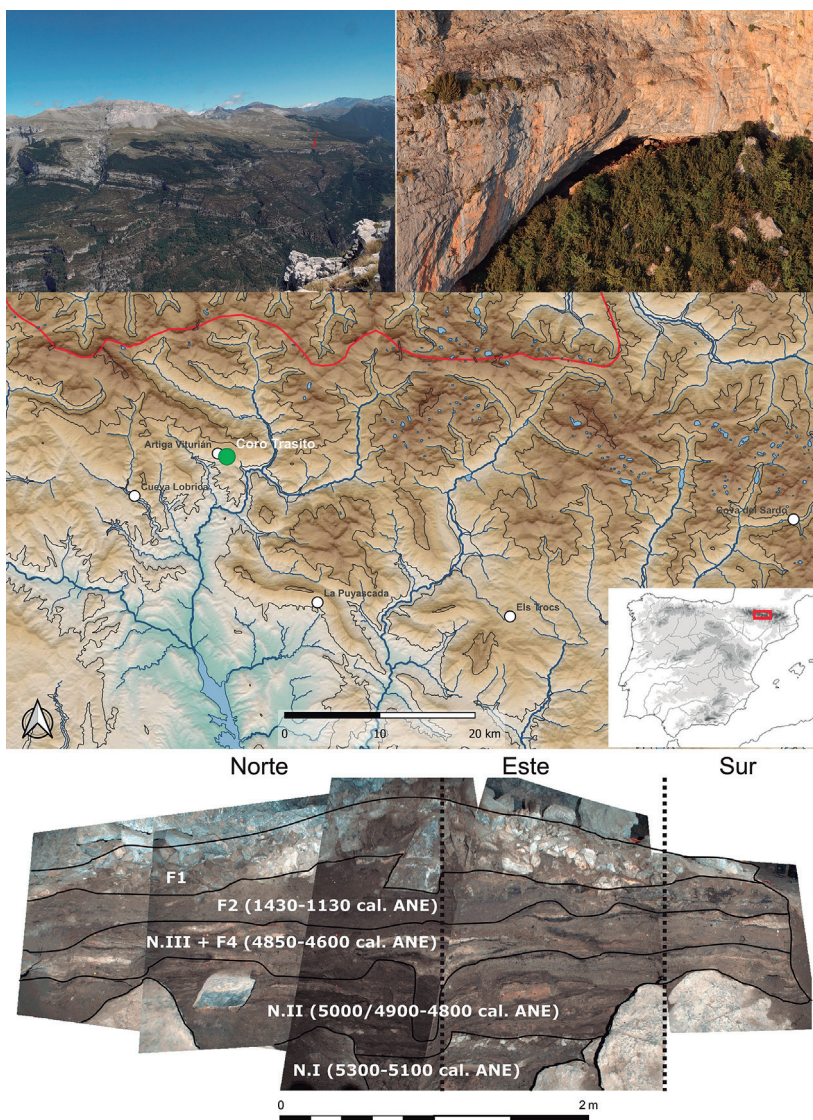 Artiga Viturian
Coro Trasito
Cueva Lobrica
Cova del Sardo
La Puyascada
Els Trocs
0 10 20 km
Norte Este Sur
F1
F2 (1430-1130 cal. ANE)
N.III + F4 (4850-4600 cal. ANE)
N.II (5000/4900-4800 cal. ANE)
N.I (5300-5100 cal. ANE)
0 2 m